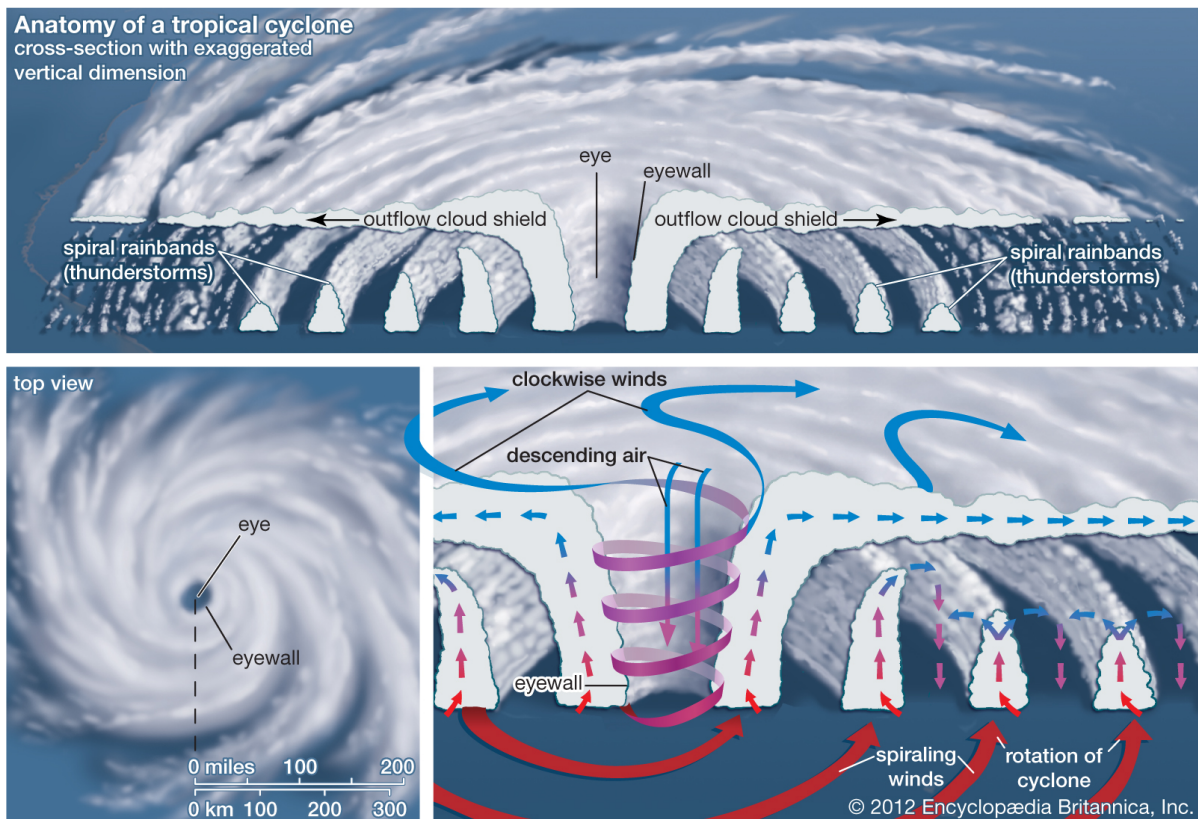 Anatomy of a tropical cyclone
cross-section with exaggerated
vertical dimension
eye
eyewall
outflow cloud shield
outflow cloud shield
spiral rainbands
(thunderstorms)
spiral rainbands
(thunderstorms)
top view
eye
eyewall
0 miles 100 200
0 km 100 200 300
clockwise winds
descending air
eyewall
spiraling
winds
rotation of
cyclone
© 2012 Encyclopædia Britannica, Inc.